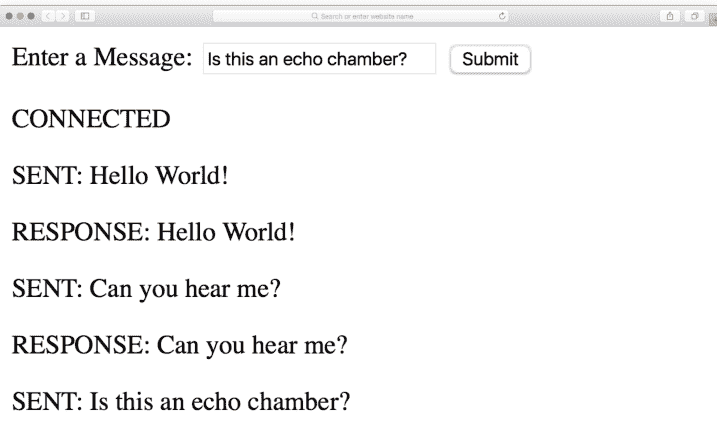 Search or enter website name
Enter a Message: Is this an echo chamber? Submit
CONNECTED
SENT: Hello World!
RESPONSE: Hello World!
SENT: Can you hear me?
RESPONSE: Can you hear me?
SENT: Is this an echo chamber?